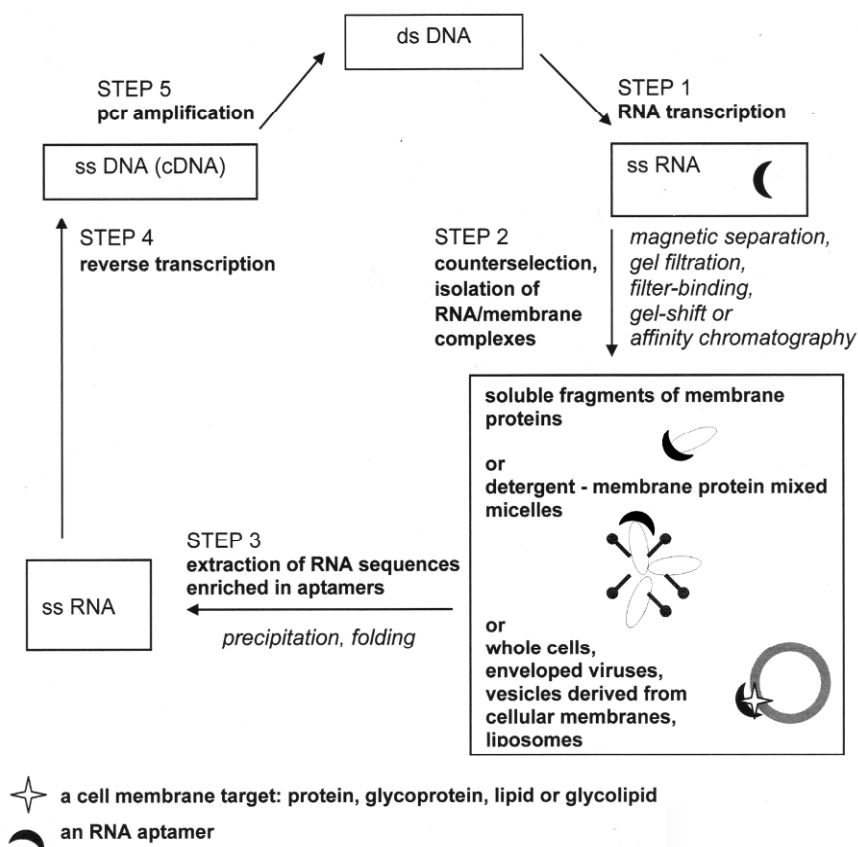 ds DNA
STEP 5
pcr amplification
STEP 1
RNA transcription
ss DNA (cDNA)
ss RNA
STEP 4
reverse transcription
STEP 2
counterselection,
isolation of
RNA/membrane
complexes
magnetic separation,
gel filtration,
filter-binding,
gel-shift or
affinity chromatography
soluble fragments of membrane
proteins
or
detergent - membrane protein mixed
micelles
or
whole cells,
enveloped viruses,
vesicles derived from
cellular membranes,
liposomes
STEP 3
extraction of RNA sequences
enriched in aptamers
precipitation, folding
ss RNA
a cell membrane target: protein, glycoprotein, lipid or glycolipid
an RNA aptamer